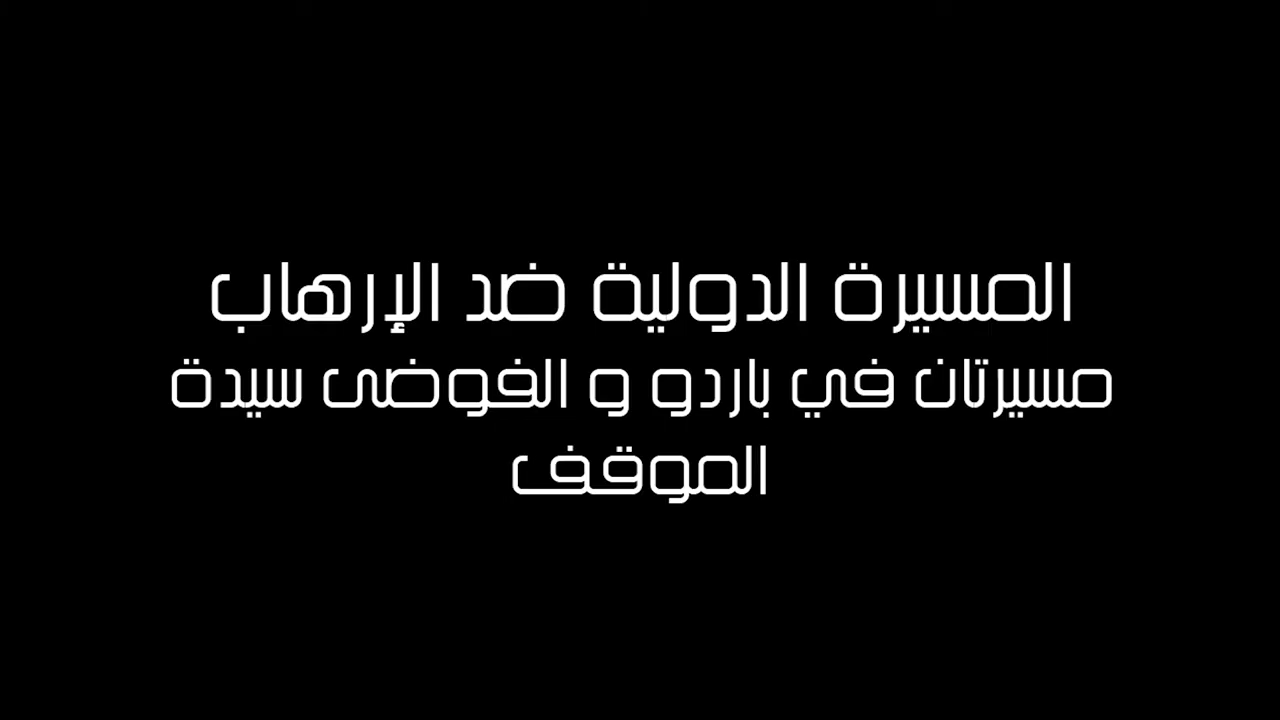 المسيرة الدولية ضد الإرهاب
مسيرتان في باردو و الفوضى سيدة
الموقف